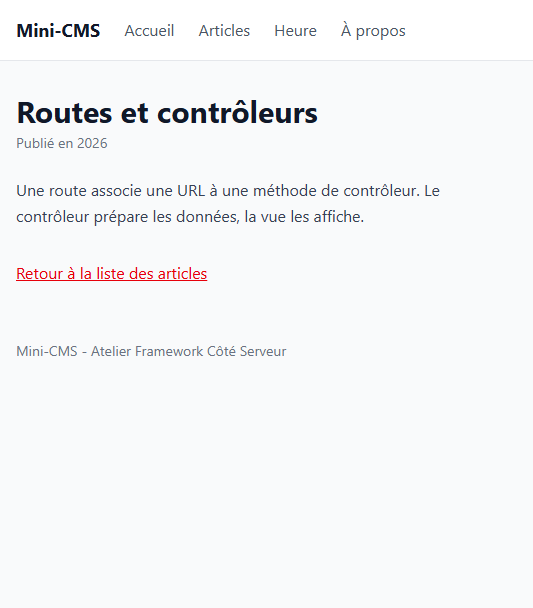 Mini-CMS Accueil Articles Heure À propos
Routes et contrôleurs
Publié en 2026
Une route associe une URL à une méthode de contrôleur. Le
contrôleur prépare les données, la vue les affiche.
Retour à la liste des articles
Mini-CMS - Atelier Framework Côté Serveur